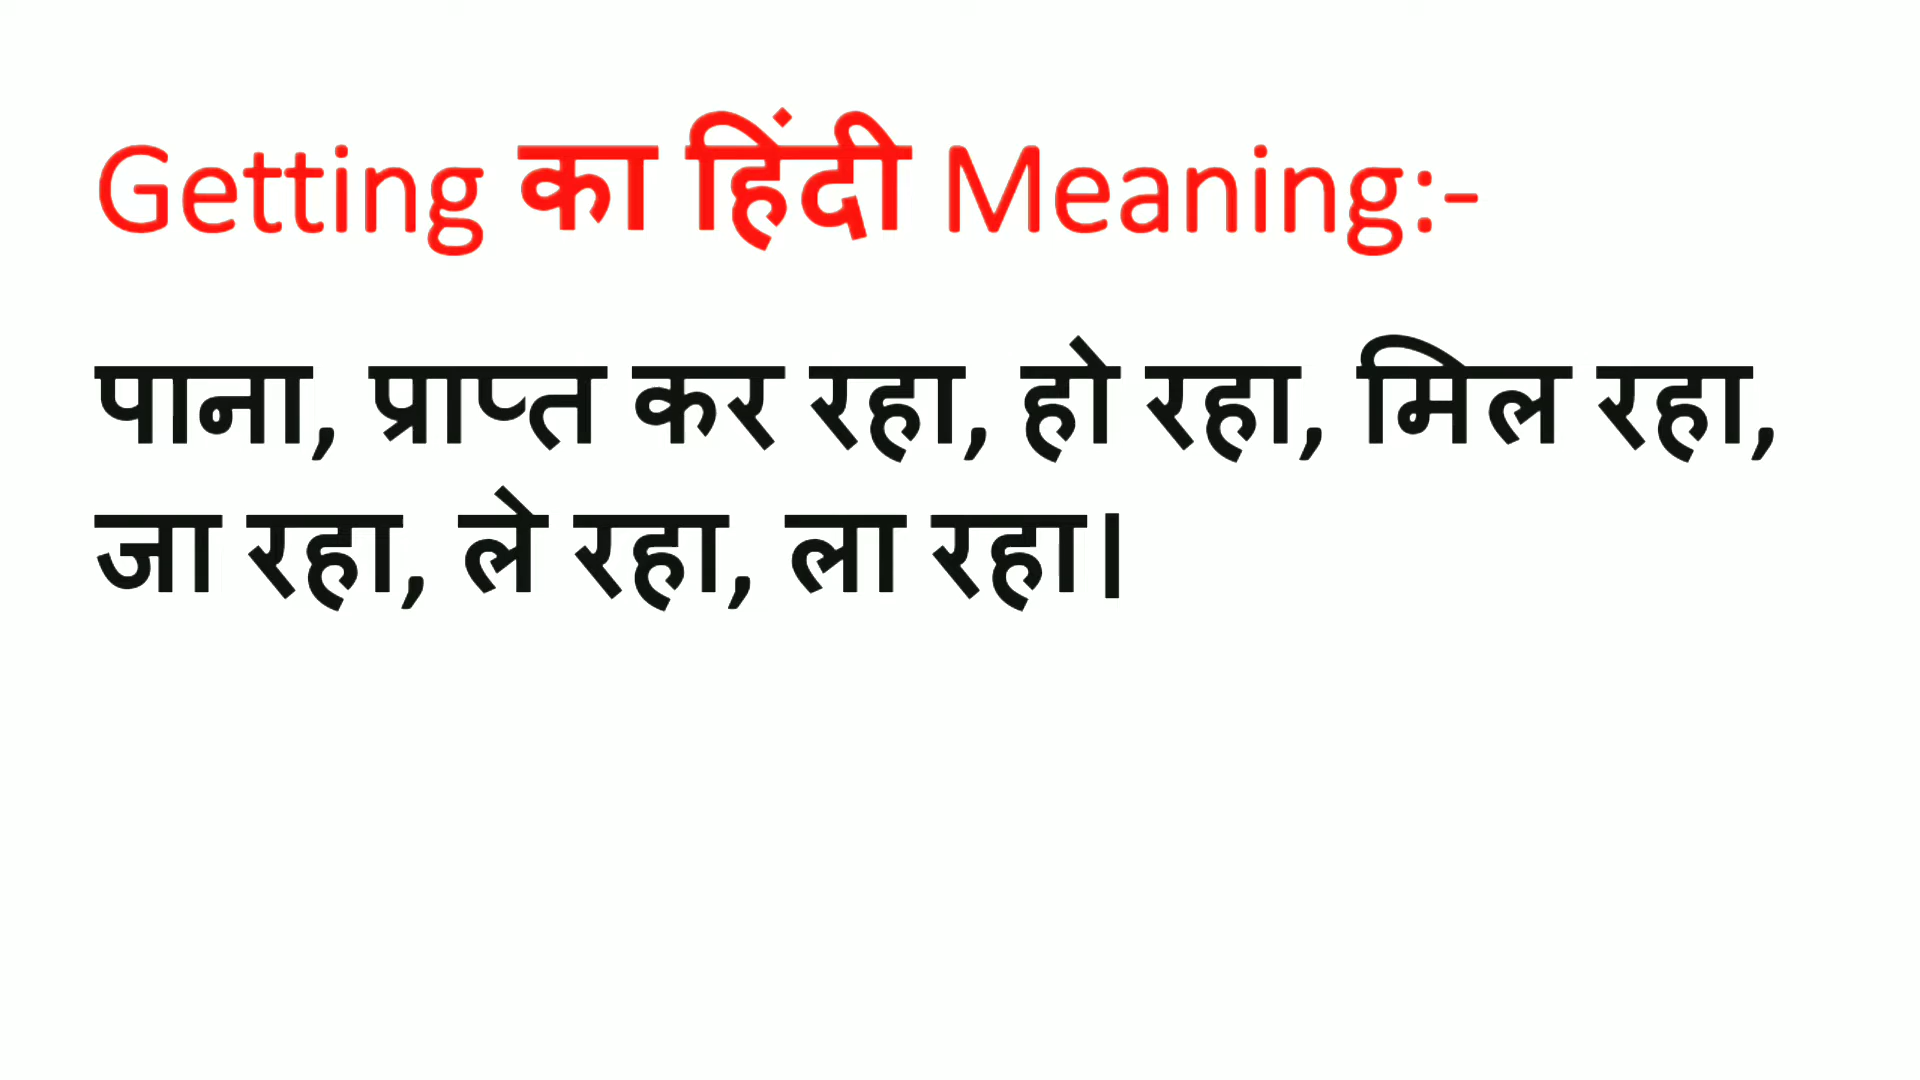 Getting का हिंदी Meaning:-
पाना, प्राप्त कर रहा, हो रहा, मिल रहा,
जा रहा, ले रहा, ला रहा।